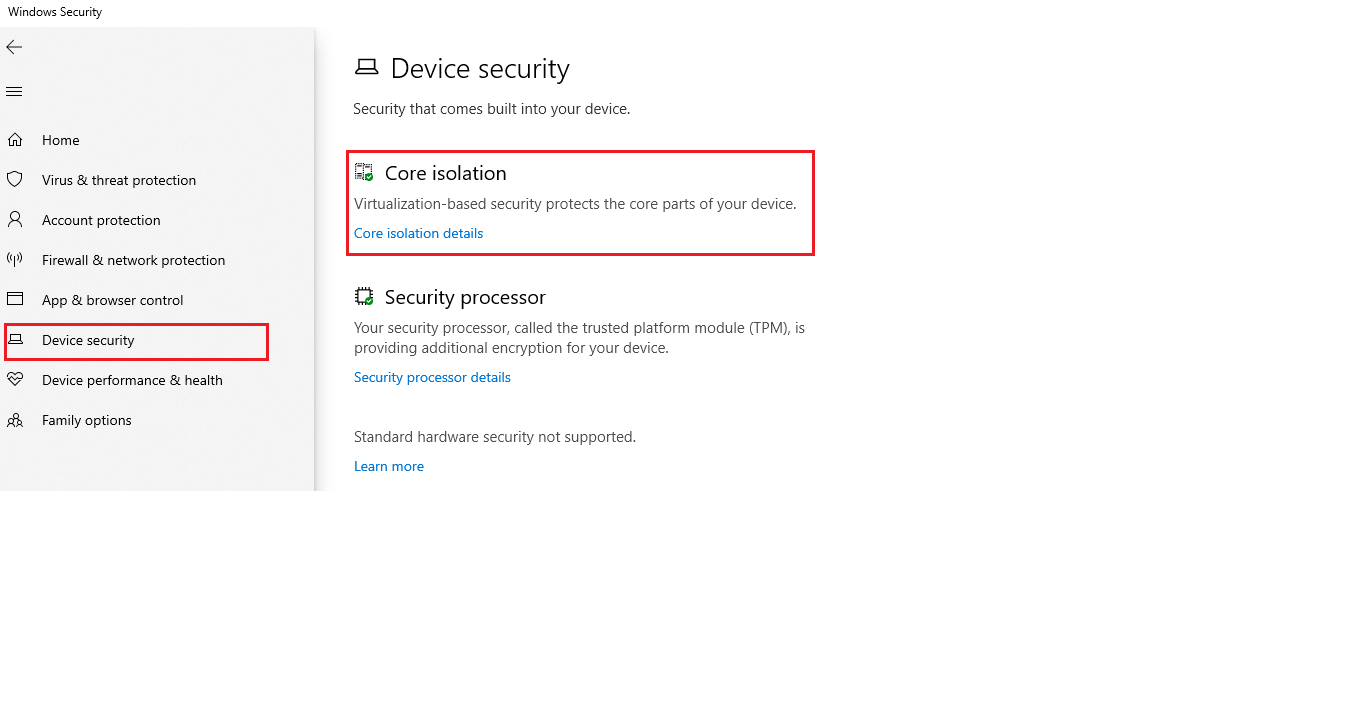 Windows Security
Home
Virus & threat protection
Account protection
Firewall & network protection
App & browser control
Device security
Device performance & health
Family options
Device security
Security that comes built into your device.
Core isolation
Virtualization-based security protects the core parts of your device.
Core isolation details
Security processor
Your security processor, called the trusted platform module (TPM), is
providing additional encryption for your device.
Security processor details
Standard hardware security not supported.
Learn more